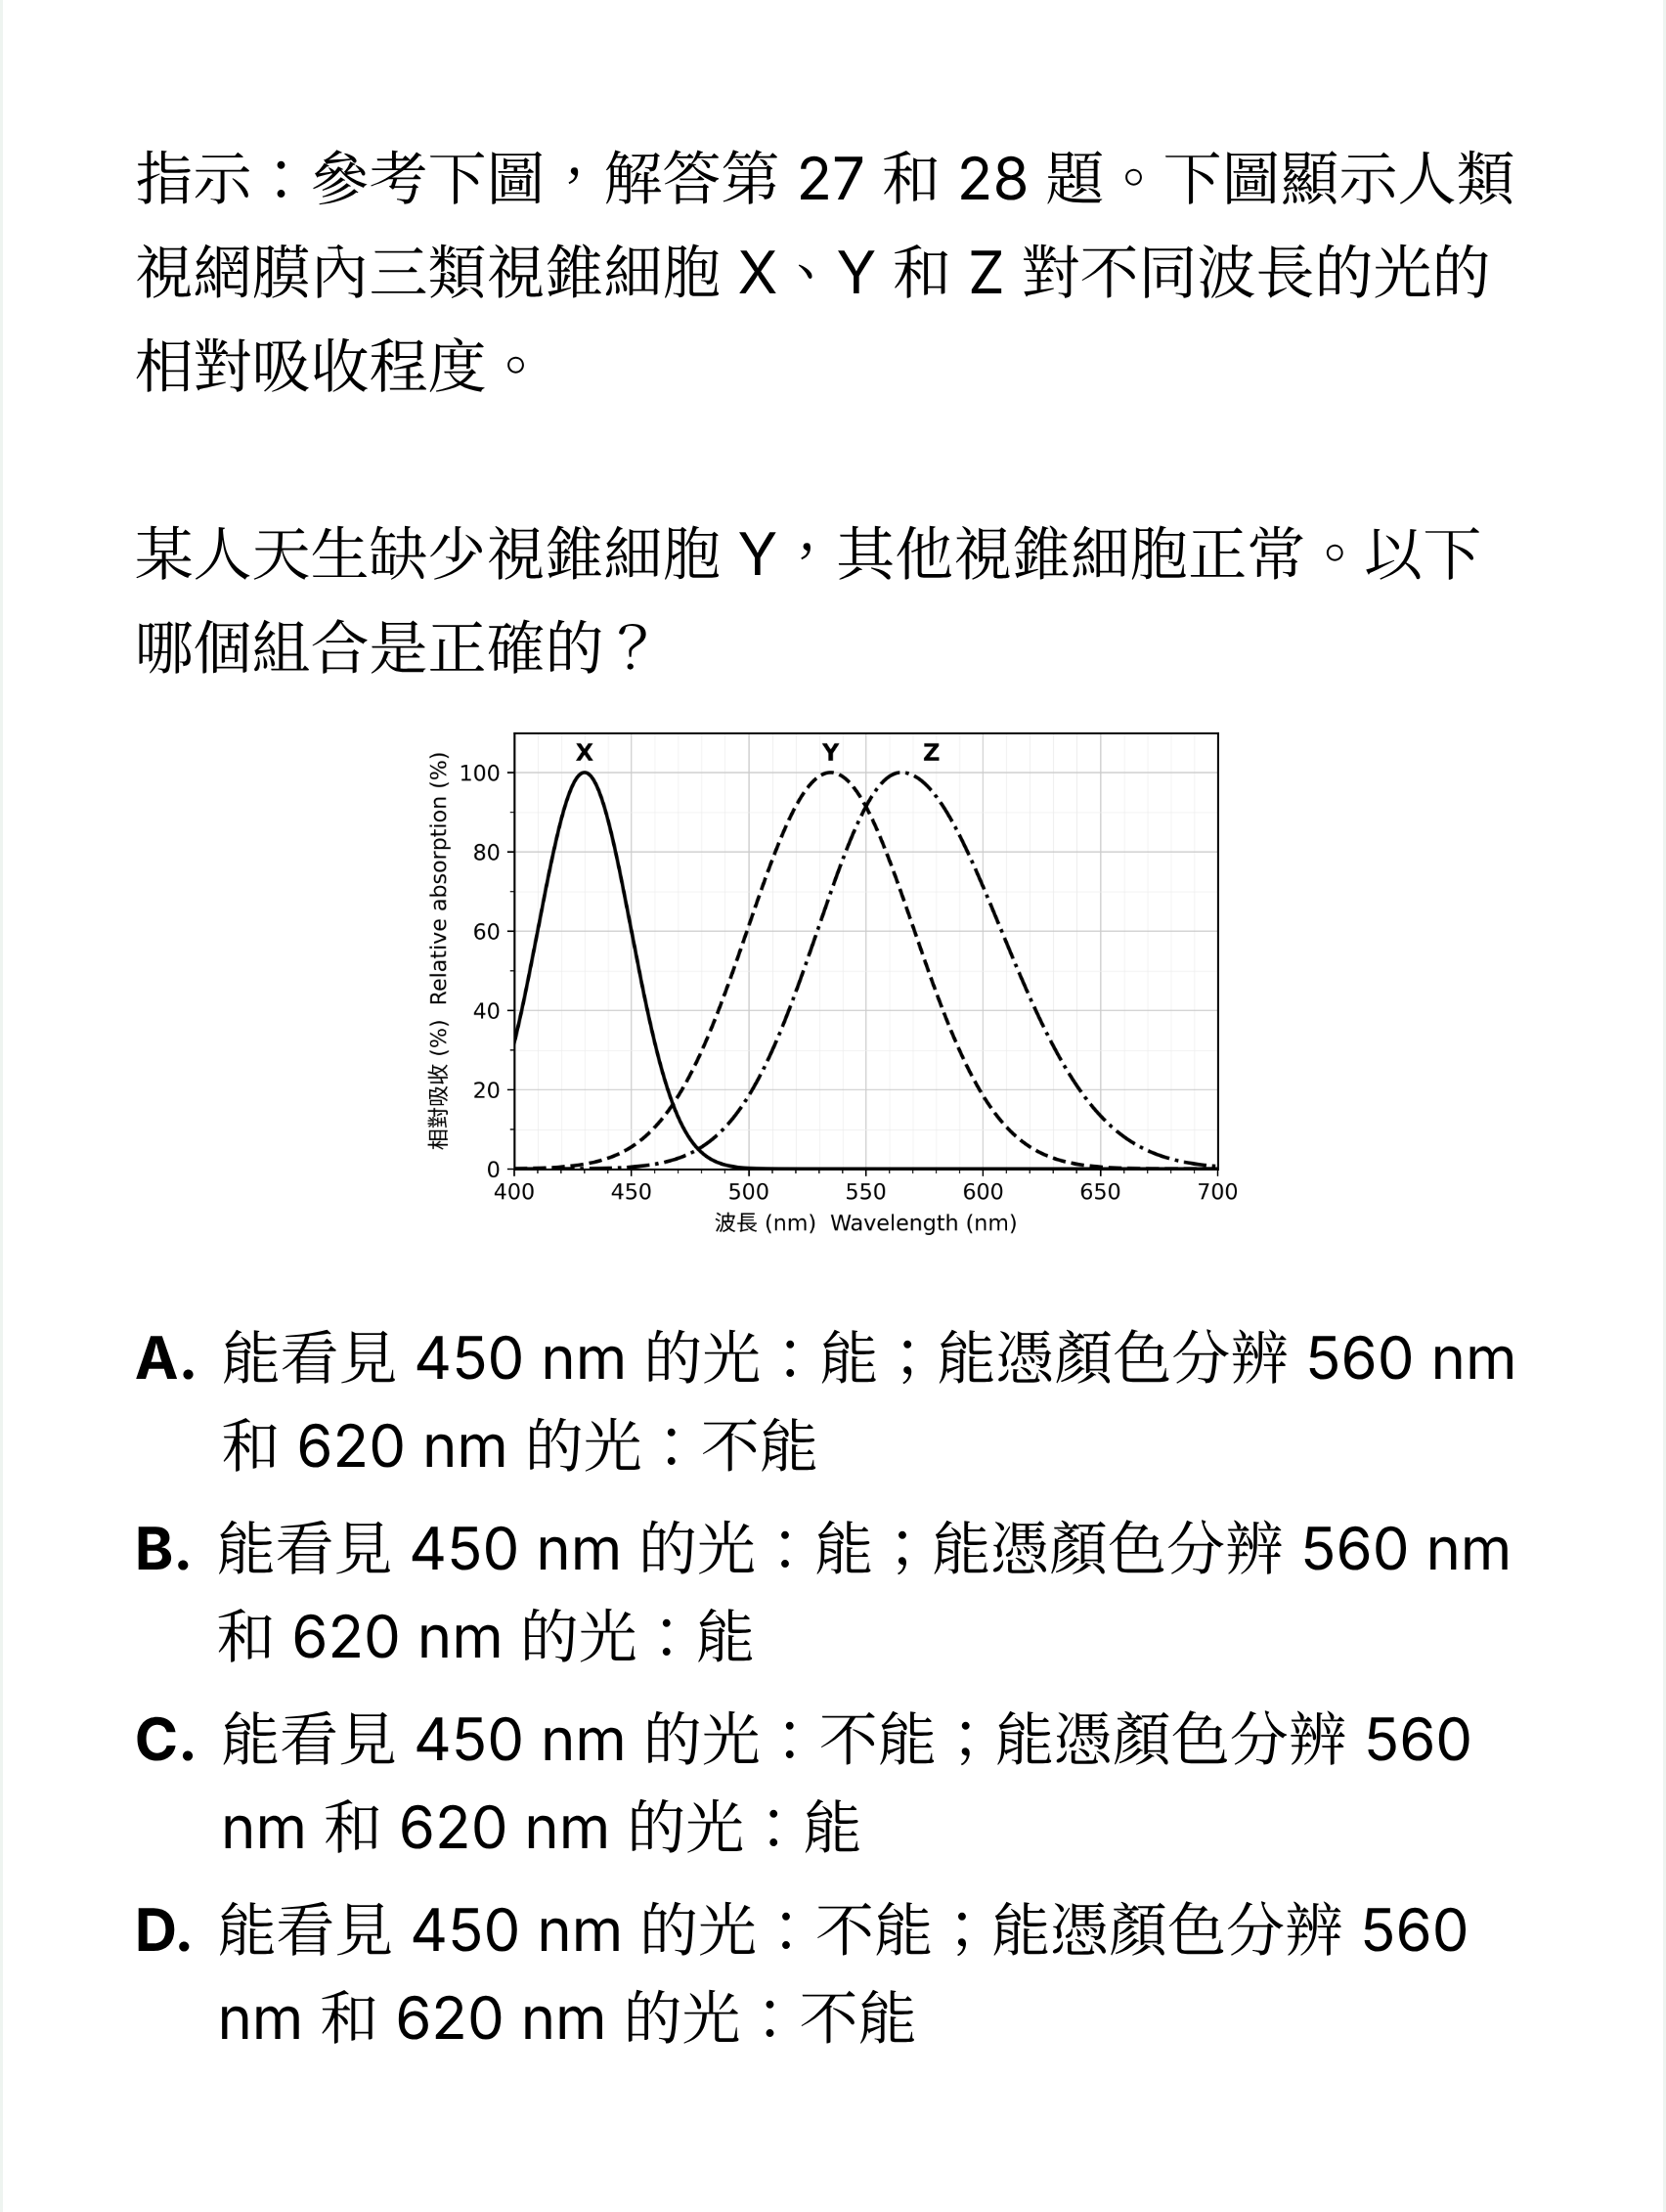 指示：參考下圖，解答第 27 和 28 題。下圖顯示人類
視網膜內三類視錐細胞 X、Y 和 Z 對不同波長的光的
相對吸收程度。
某人天生缺少視錐細胞 Y，其他視錐細胞正常。以下
哪個組合是正確的？
X Y Z
相對吸收 (%) Relative absorption (%)
100
80
60
40
20
0
400 450 500 550 600 650 700
波長 (nm) Wavelength (nm)
A. 能看見 450 nm 的光：能；能憑顏色分辨 560 nm
和 620 nm 的光：不能
B. 能看見 450 nm 的光：能；能憑顏色分辨 560 nm
和 620 nm 的光：能
C. 能看見 450 nm 的光：不能；能憑顏色分辨 560
nm 和 620 nm 的光：能
D. 能看見 450 nm 的光：不能；能憑顏色分辨 560
nm 和 620 nm 的光：不能